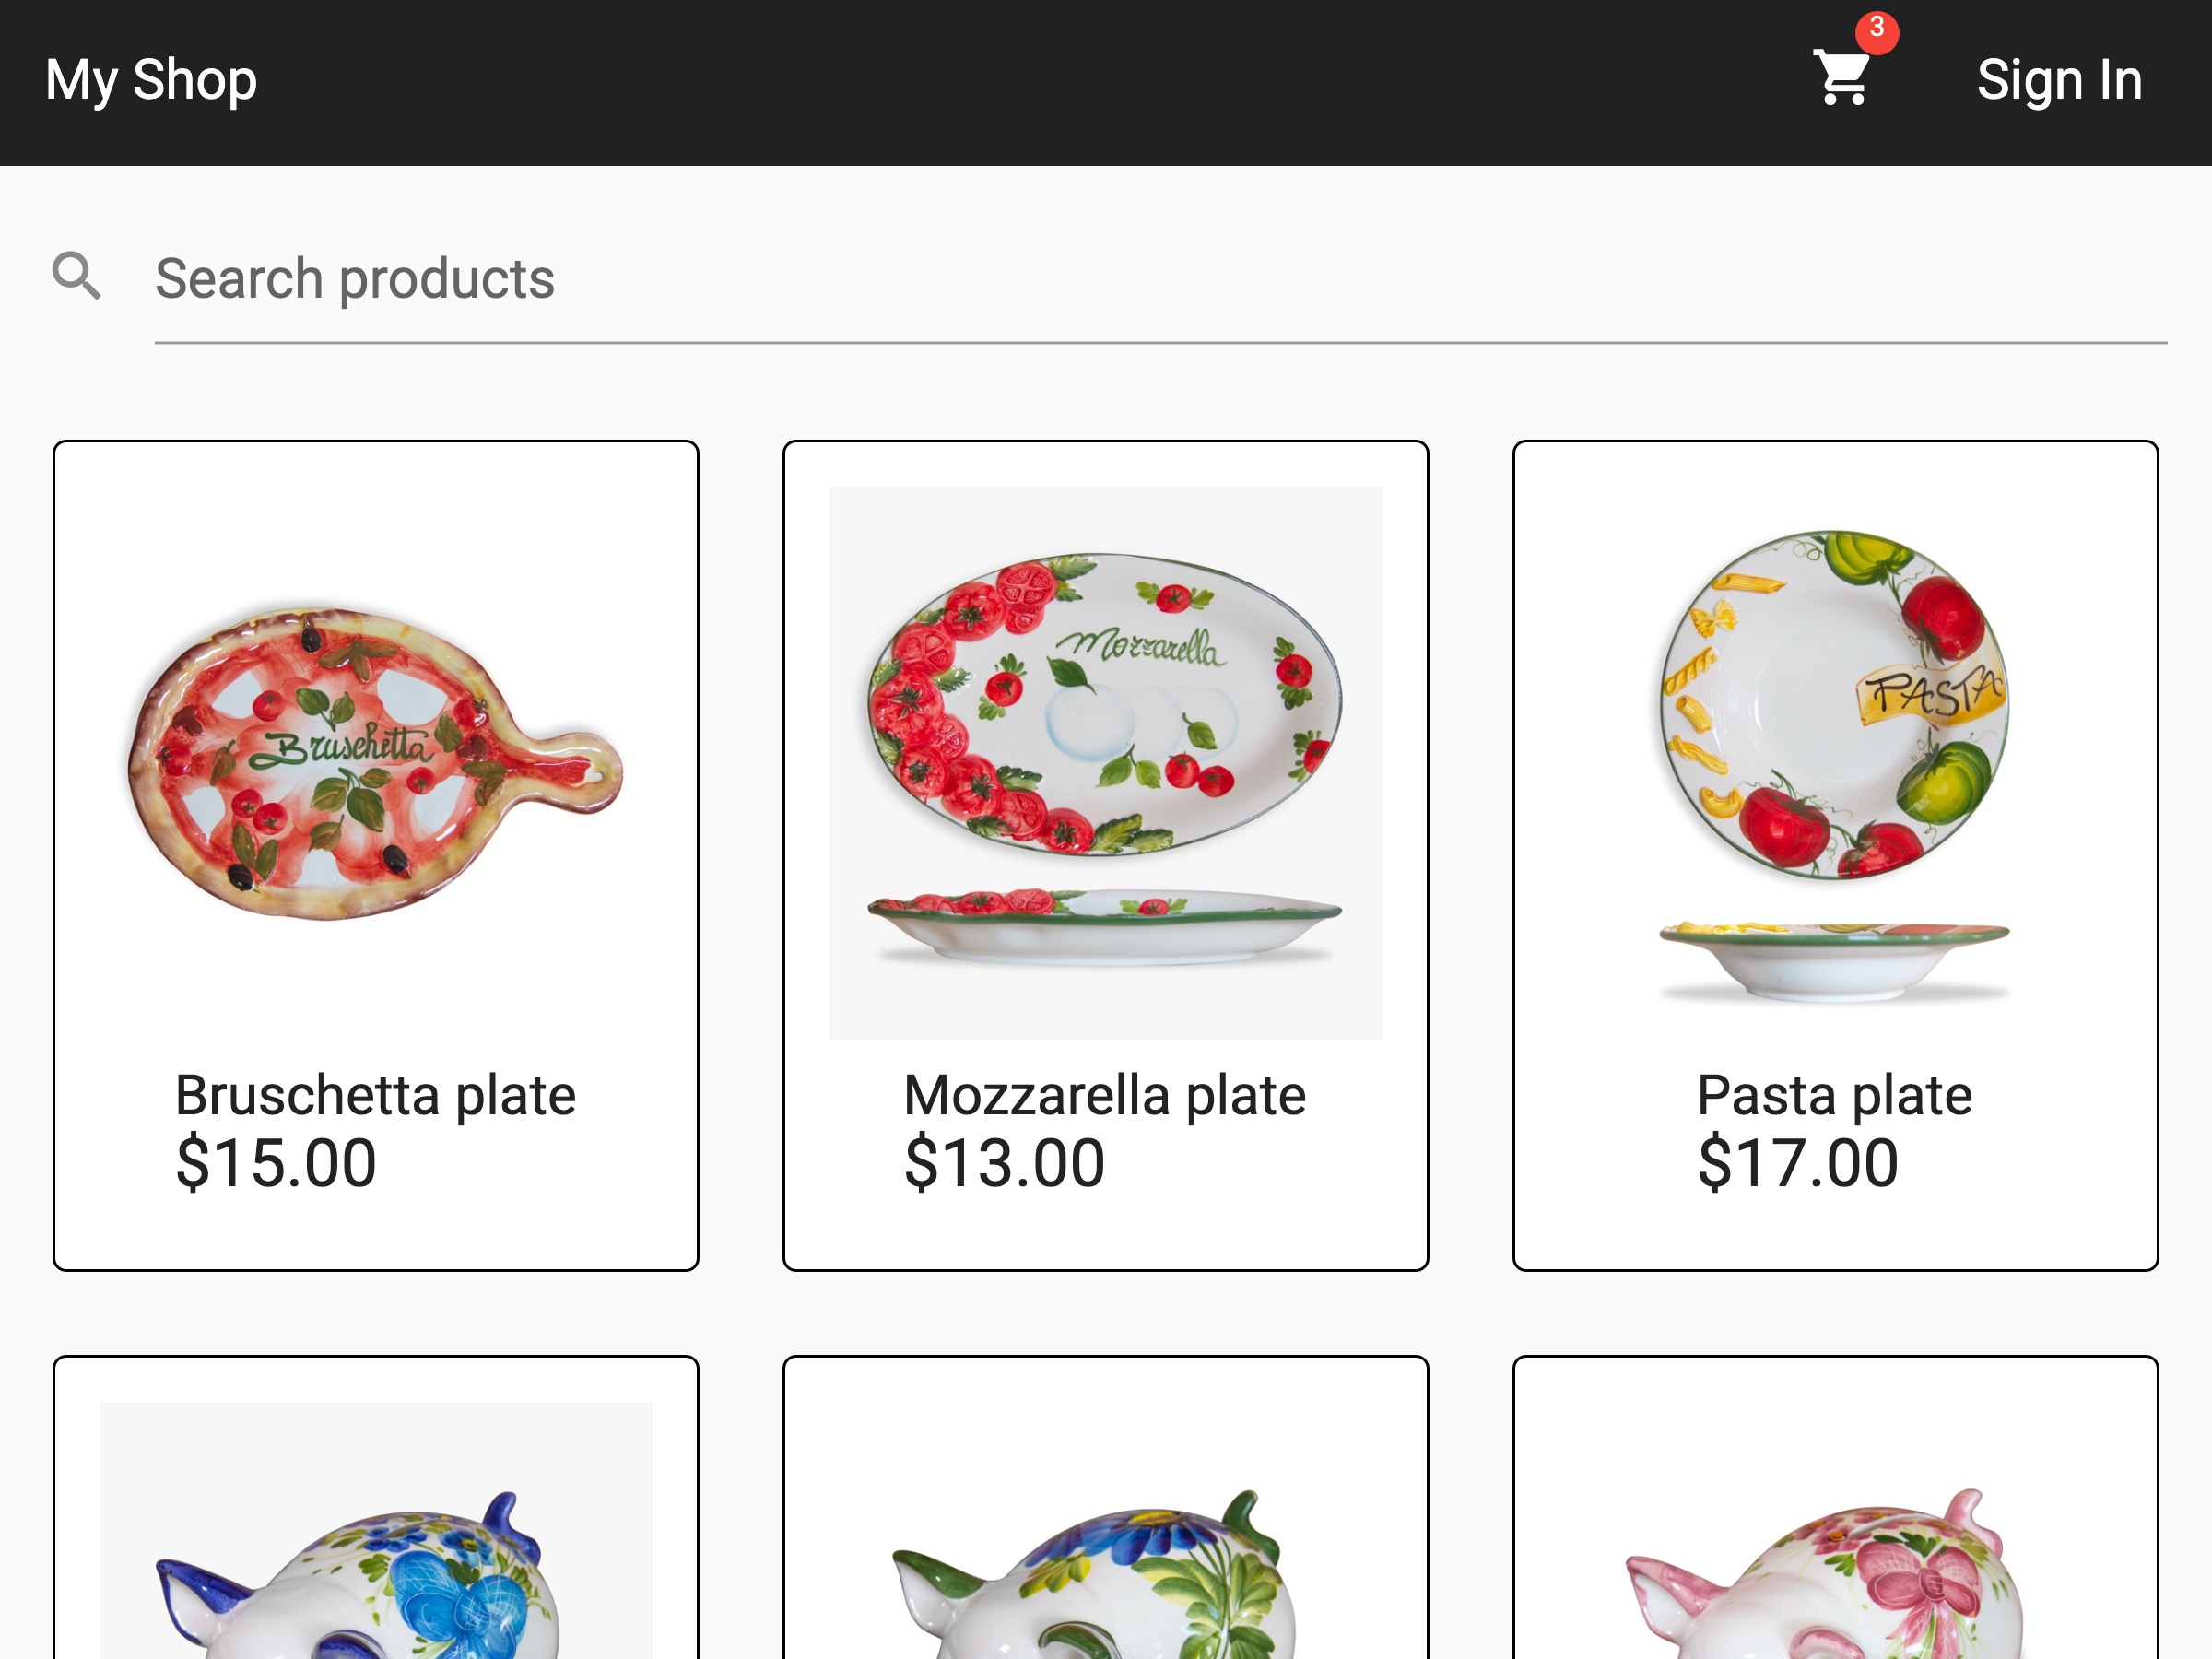 My Shop
3
Sign In
Search products
Bruschetta
Mozzarella
PASTA
Bruschetta plate
$15.00
Mozzarella plate
$13.00
Pasta plate
$17.00